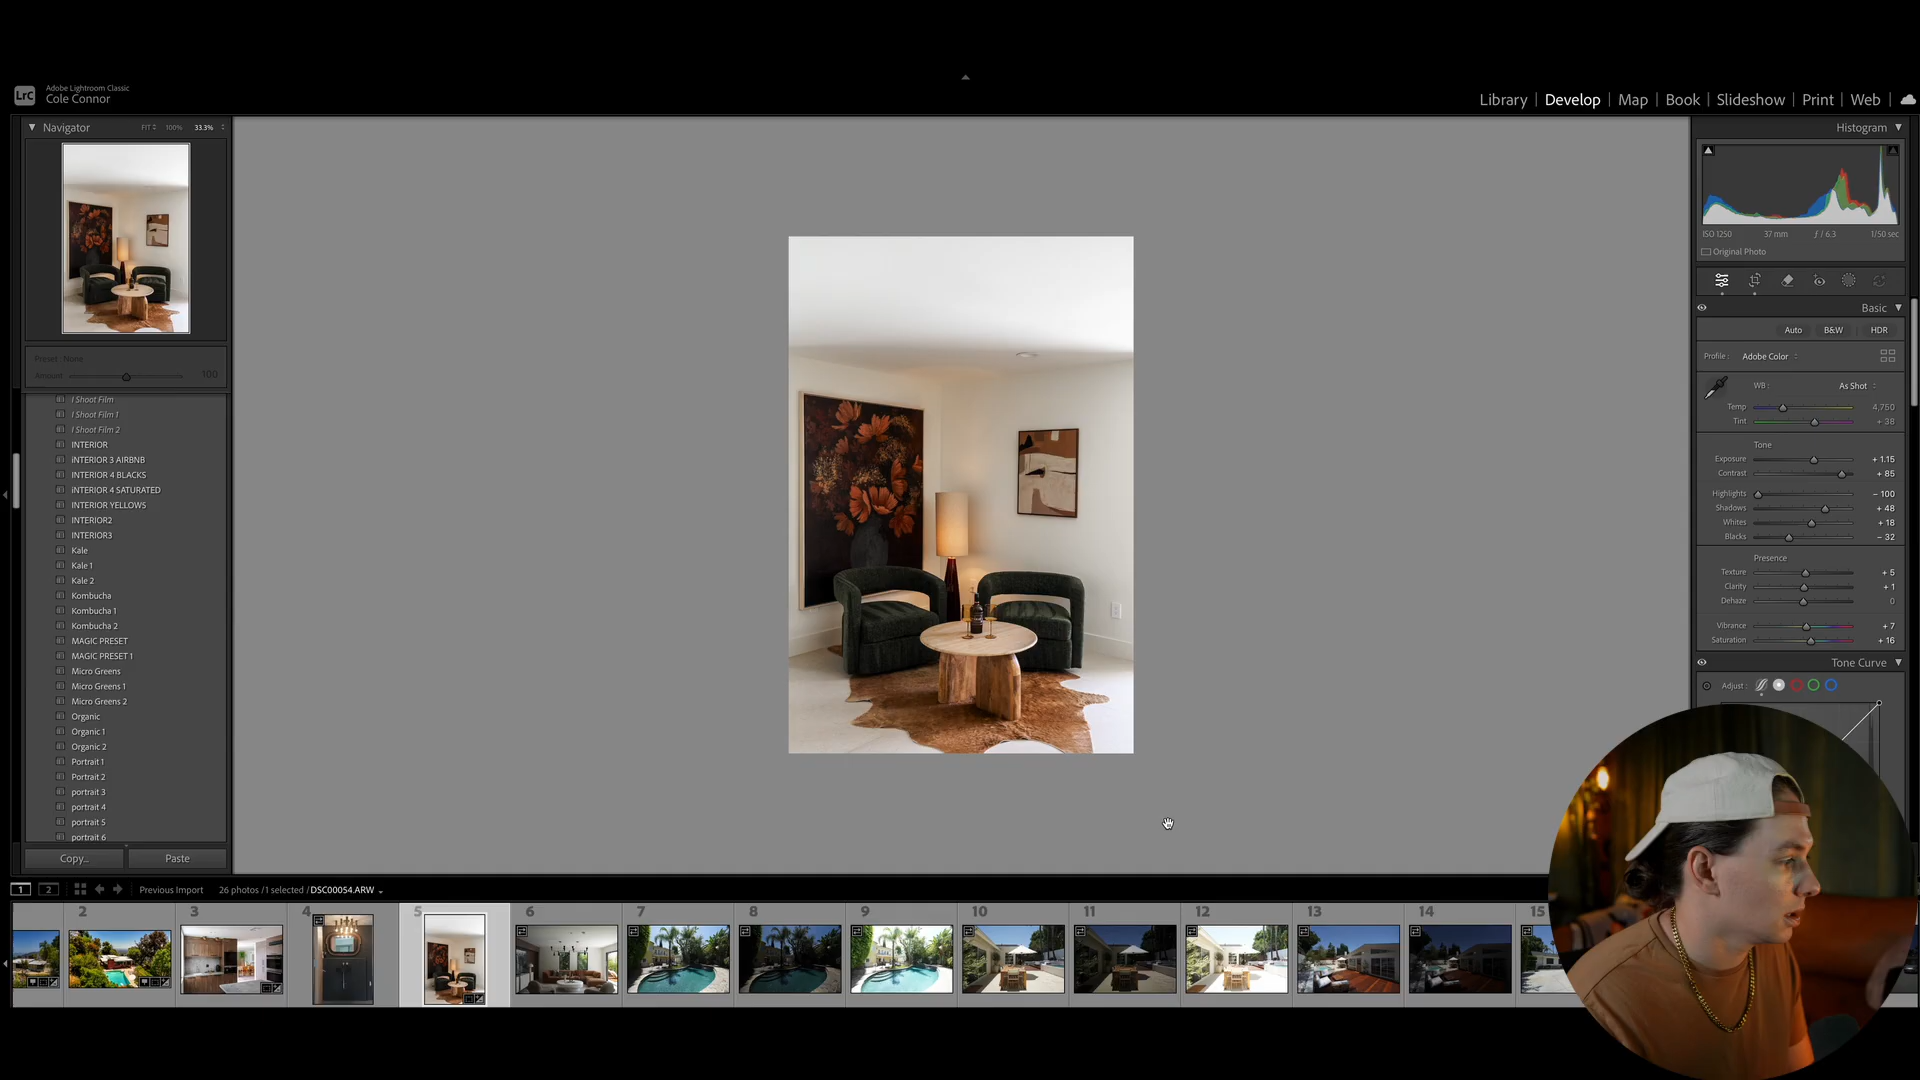 LrC
Adobe Lightroom Classic
Cole Connor
Library | Develop | Map | Book | Slideshow | Print | Web
Navigator
FIT
100%
33.3%
Preset: None
Amount
100
I Shoot Film
I Shoot Film 1
I Shoot Film 2
INTERIOR
iNTERIOR 3 AIRBNB
INTERIOR 4 BLACKS
iNTERIOR 4 SATURATED
INTERIOR YELLOWS
INTERIOR2
INTERIOR3
Kale
Kale 1
Kale 2
Kombucha
Kombucha 1
Kombucha 2
MAGIC PRESET
MAGIC PRESET 1
Micro Greens
Micro Greens 1
Micro Greens 2
Organic
Organic 1
Organic 2
Portrait 1
Portrait 2
portrait 3
portrait 4
portrait 5
portrait 6
Copy...
Paste
Histogram
ISO 1250
37 mm
ƒ / 6.3
1/50 sec
Original Photo
Basic
Auto
B&W
HDR
Profile :
Adobe Color
WB :
As Shot
Temp
4,750
Tint
+ 38
Tone
Exposure
+ 1.15
Contrast
+ 85
Highlights
− 100
Shadows
+ 48
Whites
+ 18
Blacks
− 32
Presence
Texture
+ 5
Clarity
+ 1
Dehaze
0
Vibrance
+ 7
Saturation
+ 16
Tone Curve
Adjust :
1
2
Previous Import
26 photos / 1 selected / DSC00054.ARW
2
3
4
5
6
7
8
9
10
11
12
13
14
15